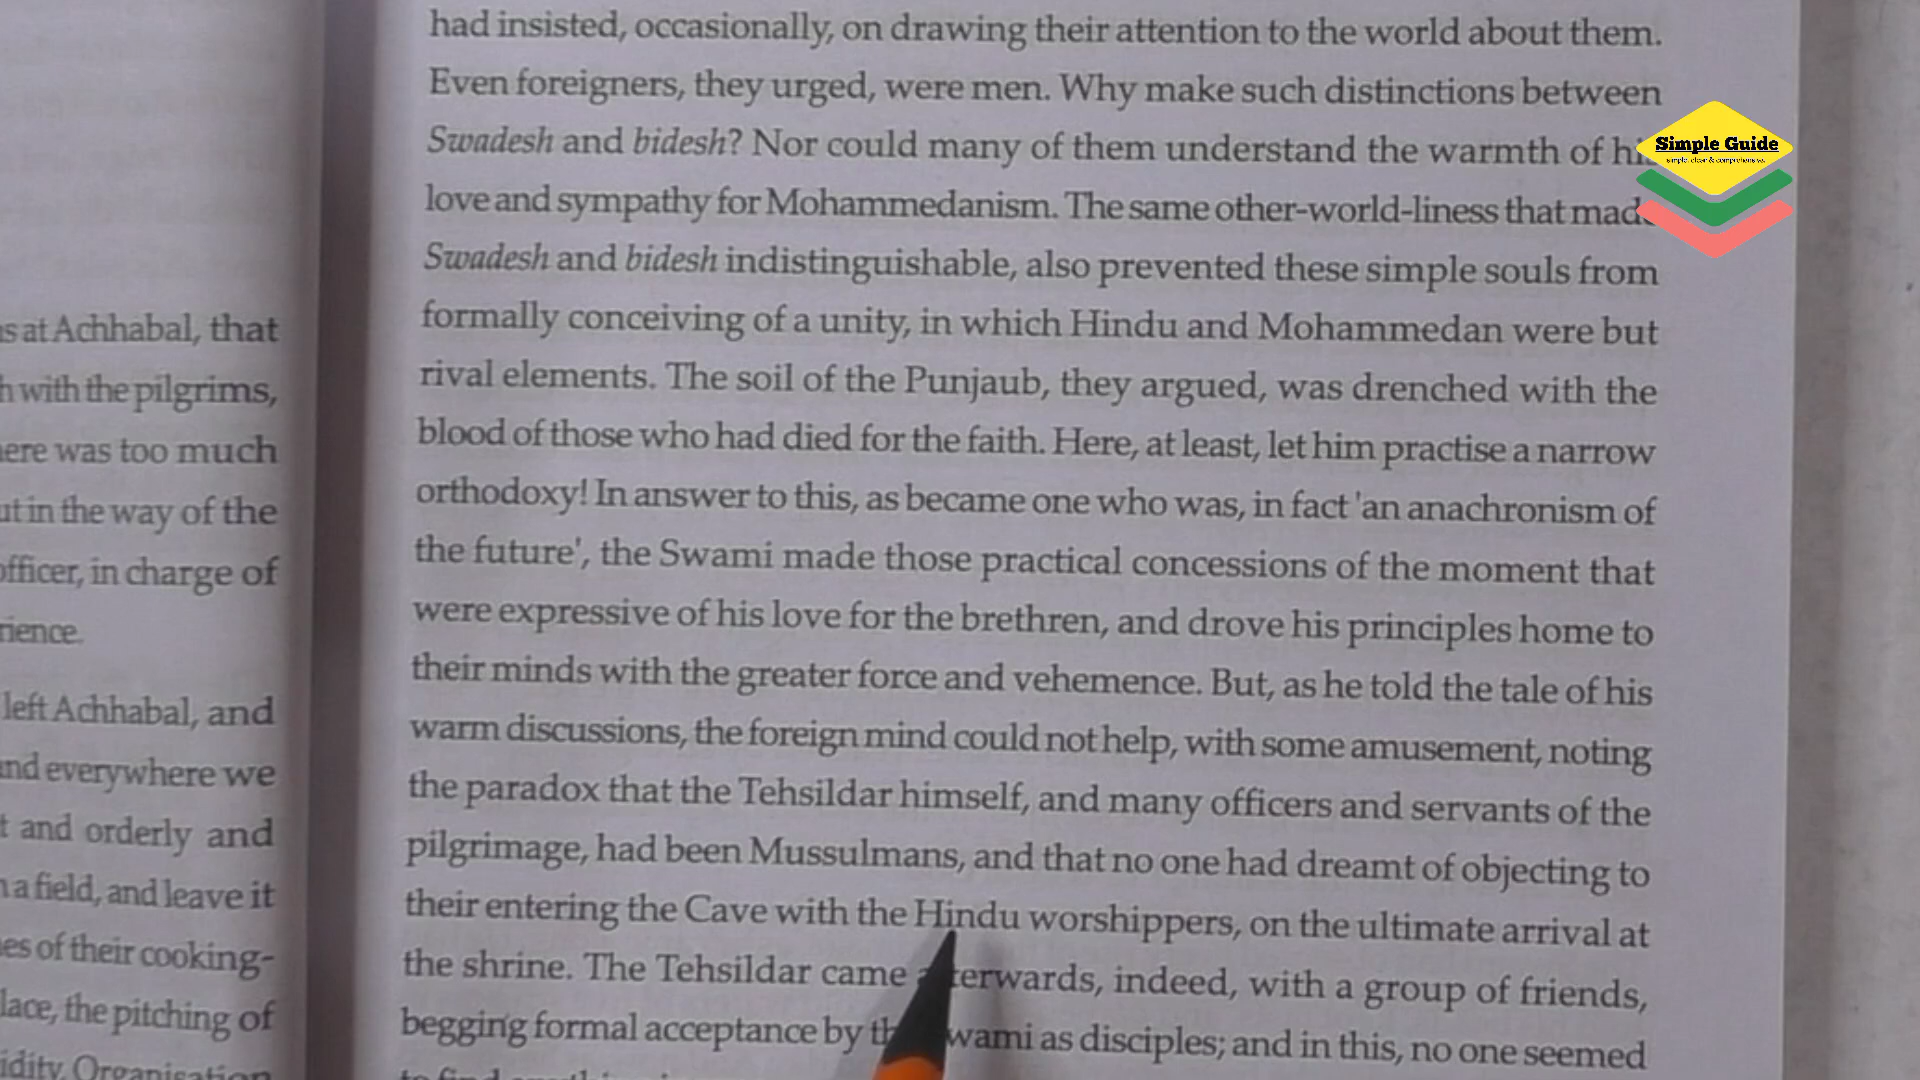 at Achhabal, that
with the pilgrims,
was too much
in the way of the
officer, in charge of
left Achhabal, and
everywhere we
and orderly and
a field, and leave it
of their cooking-
the pitching of
Organisation
had insisted, occasionally, on drawing their attention to the world about them.
Even foreigners, they urged, were men. Why make such distinctions between
Swadesh and bidesh? Nor could many of them understand the warmth of
love and sympathy for Mohammedanism. The same other-world-liness that
Swadesh and bidesh indistinguishable, also prevented these simple souls from
formally conceiving of a unity, in which Hindu and Mohammedan were but
rival elements. The soil of the Punjaub, they argued, was drenched with the
blood of those who had died for the faith. Here, at least, let him practise a narrow
orthodoxy! In answer to this, as became one who was, in fact 'an anachronism of
the future', the Swami made those practical concessions of the moment that
were expressive of his love for the brethren, and drove his principles home to
their minds with the greater force and vehemence. But, as he told the tale of his
warm discussions, the foreign mind could not help, with some amusement, noting
the paradox that the Tehsildar himself, and many officers and servants of the
pilgrimage, had been Mussulmans, and that no one had dreamt of objecting to
their entering the Cave with the Hindu worshippers, on the ultimate arrival at
the shrine. The Tehsildar came indeed, with a group of friends,
begging formal acceptance by as disciples; and in this, no one seemed
Simple Guide
simple, clear & comprehensive.